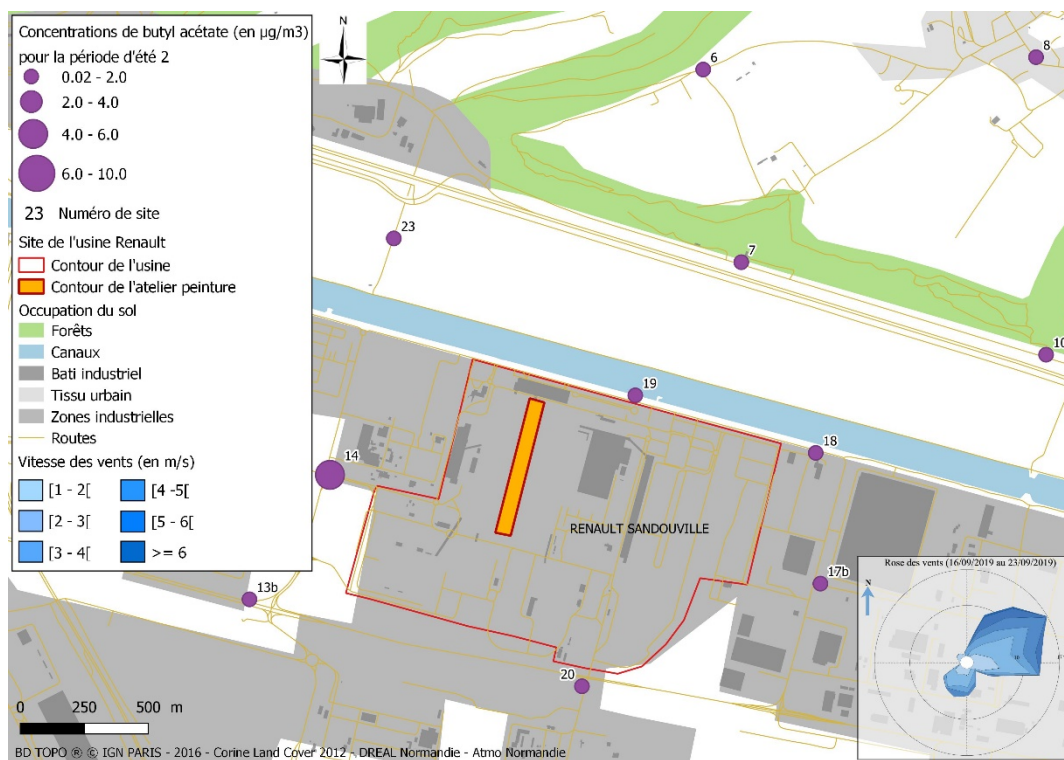 Concentrations de butyl acétate (en µg/m3)
pour la période d'été 2
0.02 - 2.0
2.0 - 4.0
4.0 - 6.0
6.0 - 10.0
23 Numéro de site
Site de l'usine Renault
Contour de l'usine
Contour de l'atelier peinture
Occupation du sol
Forêts
Canaux
Bati industriel
Tissu urbain
Zones industrielles
Routes
Vitesse des vents (en m/s)
[1 - 2[ [4 -5[
[2 - 3[ [5 - 6[
[3 - 4[ >= 6
N
6
8
23
7
10
19
18
14
RENAULT SANDOUVILLE
17b
13b
20
Rose des vents (16/09/2019 au 23/09/2019)
N
0 250 500 m
BD TOPO ® © IGN PARIS - 2016 - Corine Land Cover 2012 - DREAL Normandie - Atmo Normandie